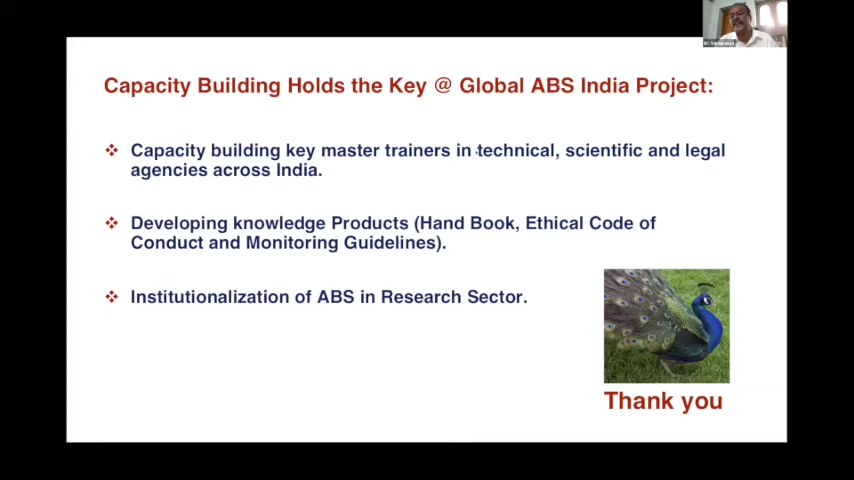 Capacity Building Holds the Key @ Global ABS India Project:
❖ Capacity building key master trainers in technical, scientific and legal
agencies across India.
❖ Developing knowledge Products (Hand Book, Ethical Code of
Conduct and Monitoring Guidelines).
❖ Institutionalization of ABS in Research Sector.
Thank you